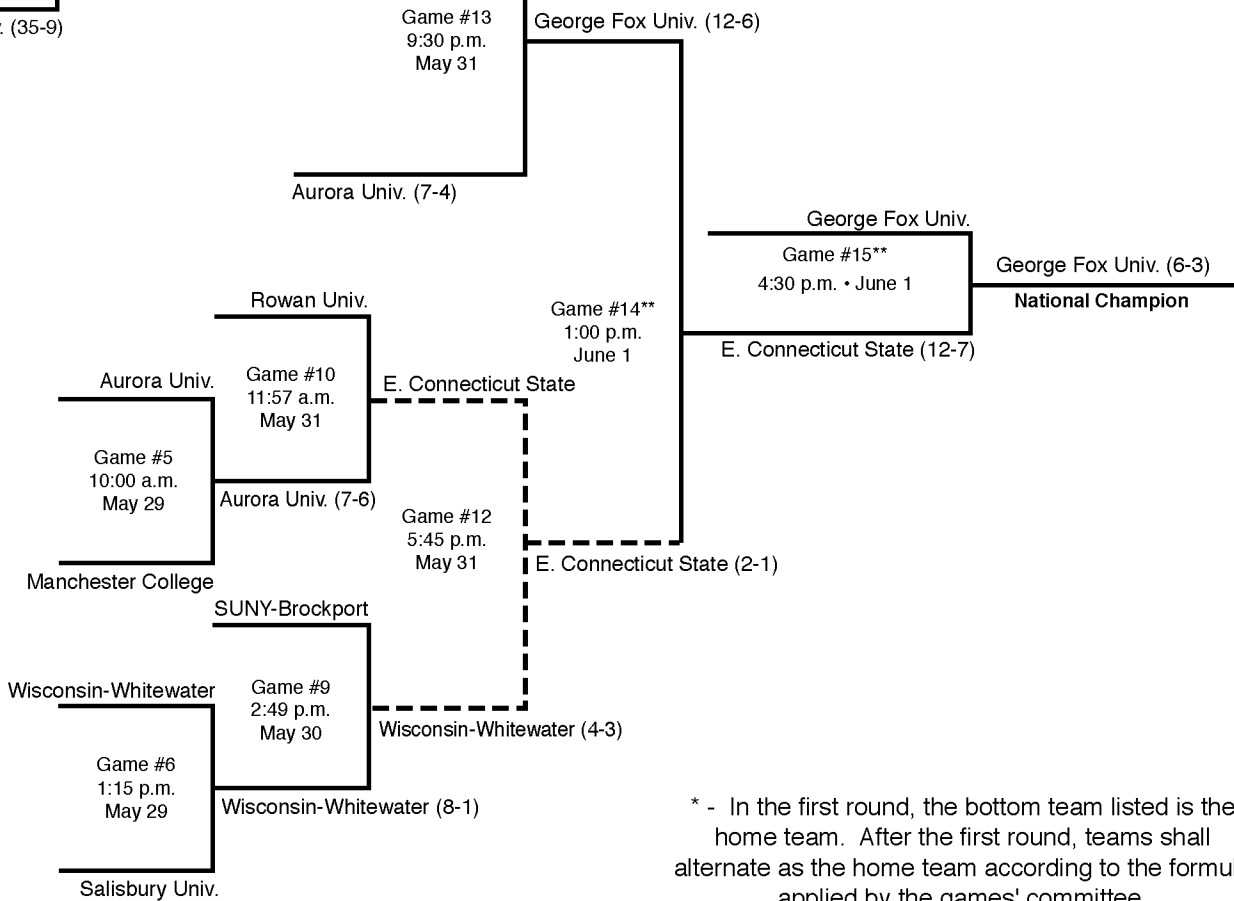 . (35-9)
Game #13
9:30 p.m.
May 31
George Fox Univ. (12-6)
Aurora Univ. (7-4)
George Fox Univ.
Game #15**
4:30 p.m. • June 1
George Fox Univ. (6-3)
National Champion
E. Connecticut State (12-7)
Game #14**
1:00 p.m.
June 1
Rowan Univ.
Game #10
11:57 a.m.
May 31
E. Connecticut State
Aurora Univ.
Game #5
10:00 a.m.
May 29
Aurora Univ. (7-6)
Manchester College
Game #12
5:45 p.m.
May 31
E. Connecticut State (2-1)
SUNY-Brockport
Game #9
2:49 p.m.
May 30
Wisconsin-Whitewater (4-3)
Wisconsin-Whitewater
Game #6
1:15 p.m.
May 29
Wisconsin-Whitewater (8-1)
Salisbury Univ.
* - In the first round, the bottom team listed is the
home team. After the first round, teams shall
alternate as the home team according to the formul
applied by the games' committee